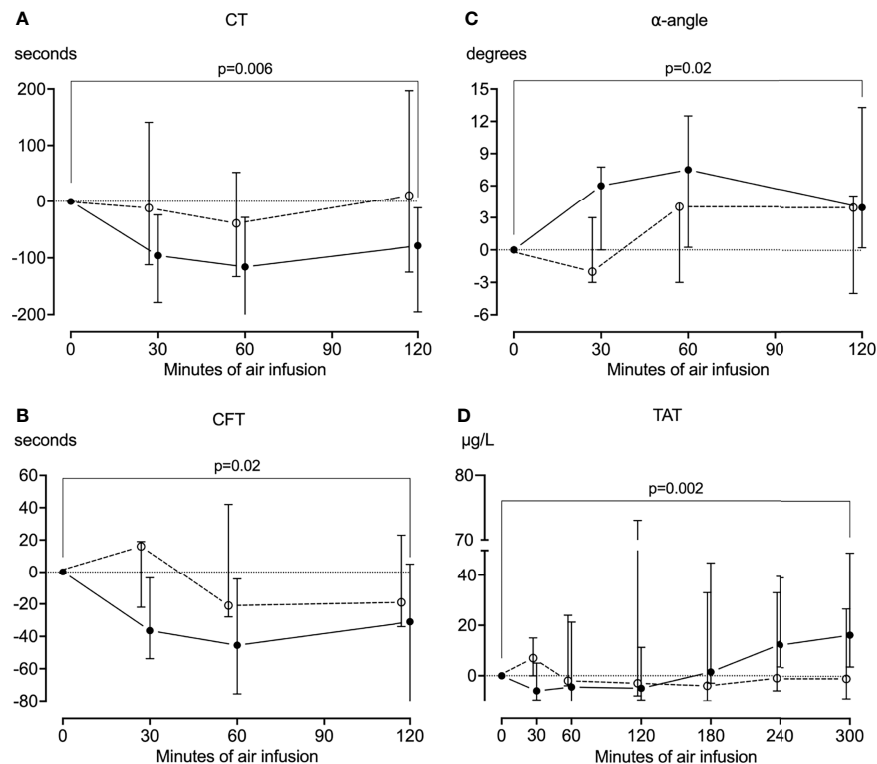 A
CT
seconds
p=0.006
200
100
0
-100
-200
0 30 60 90 120
Minutes of air infusion
C
α-angle
degrees
p=0.02
15
12
9
6
3
0
-3
-6
0 30 60 90 120
Minutes of air infusion
B
CFT
seconds
p=0.02
60
40
20
0
-20
-40
-60
-80
0 30 60 90 120
Minutes of air infusion
D
TAT
µg/L
p=0.002
80
70
40
20
0
0 30 60 120 180 240 300
Minutes of air infusion